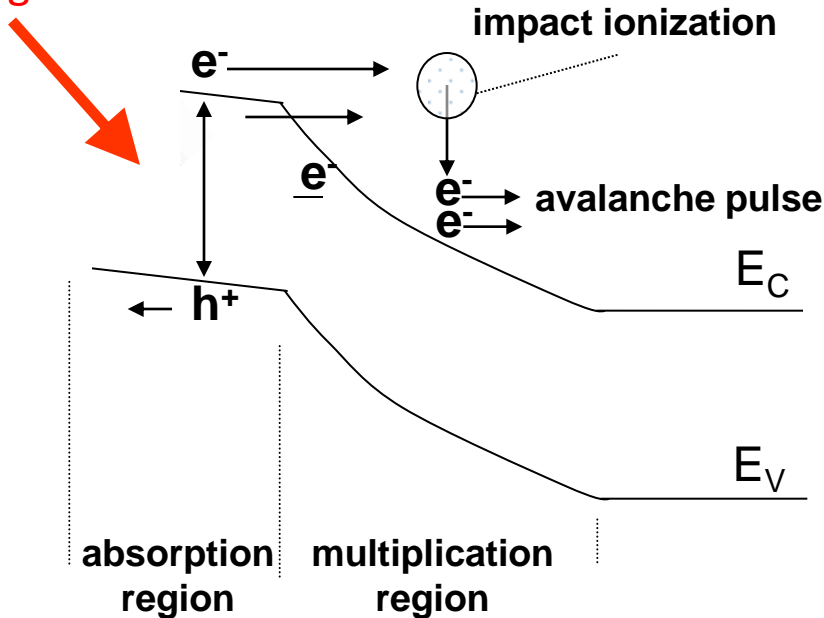 impact ionization
e-
e-
e-
e-
avalanche pulse
EC
h+
EV
absorption
region
multiplication
region